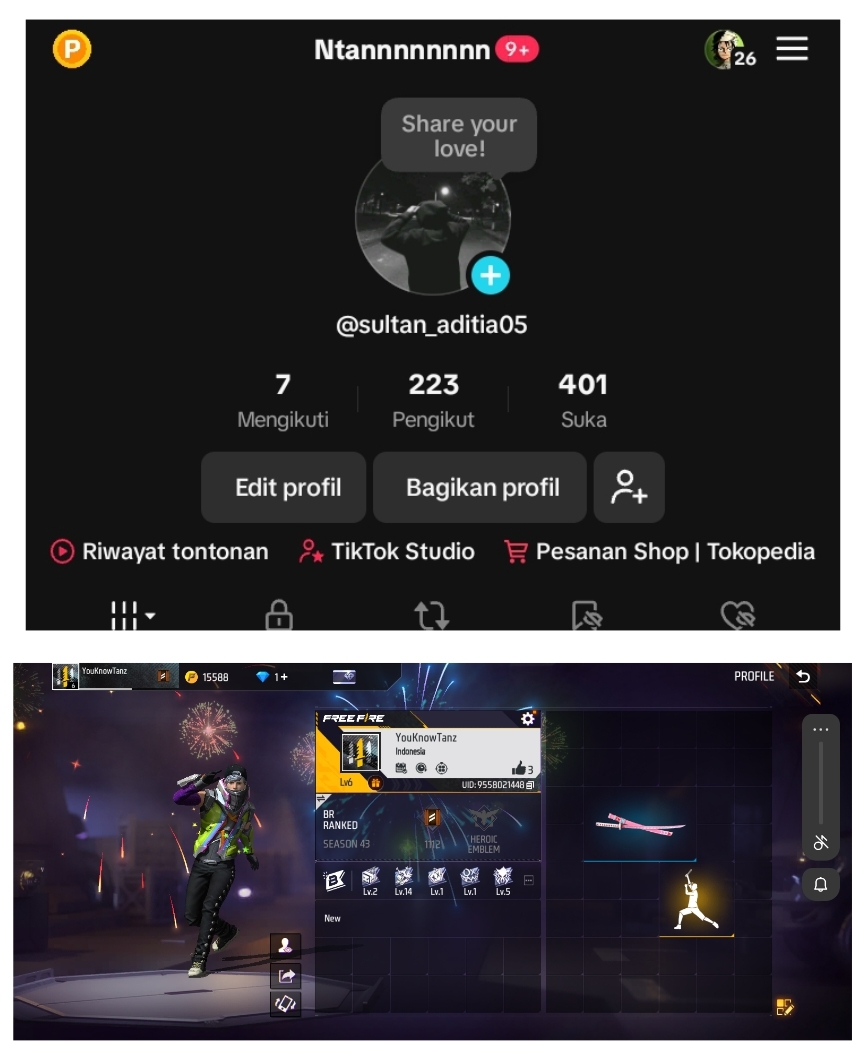 P
Ntannnnnnnn 9+
26
Share your
love!
@sultan_aditia05
7 223 401
Mengikuti Pengikut Suka
Edit profil Bagikan profil
Riwayat tontonan TikTok Studio Pesanan Shop | Tokopedia
YouKnowTanz 15588 1+ PROFILE
6
FREE FIRE
YouKnowTanz
Indonesia
3
Lv6 UID: 9558021448
BR
RANKED
SEASON 43 1112 HEROIC
EMBLEM
Lv.2 Lv.14 Lv.1 Lv.1 Lv.5
New